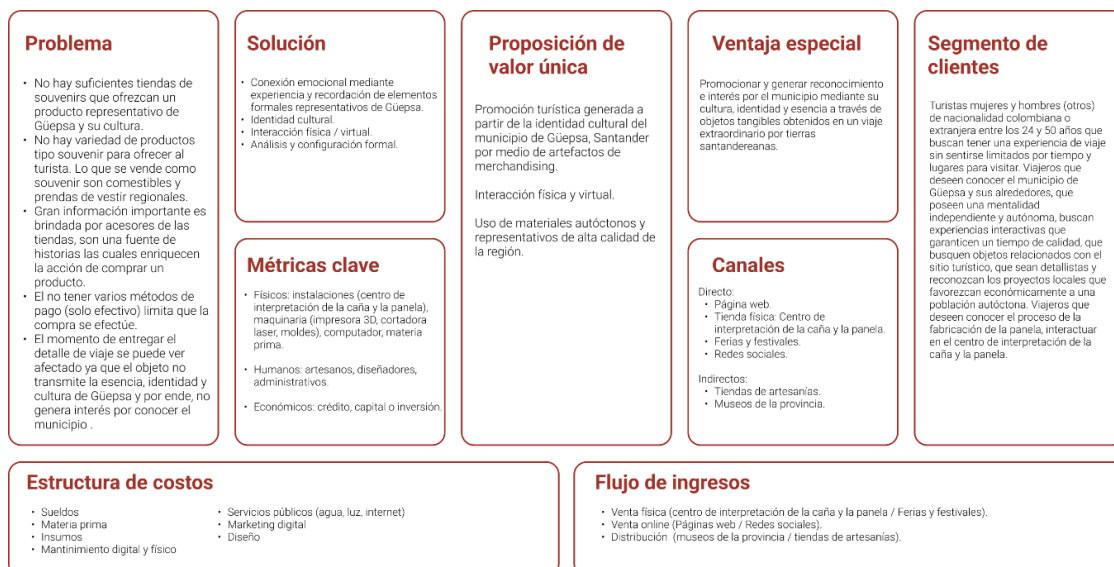 Problema
• No hay suficientes tiendas de
souvenirs que ofrezcan un
producto representativo de
Güepsa y su cultura.
• No hay variedad de productos
tipo souvenir para ofrecer al
turista. Lo que se vende como
souvenir son comestibles y
prendas de vestir regionales.
• Gran información importante es
brindada por acesores de las
tiendas, son una fuente de
historias las cuales enriquecen
la acción de comprar un
producto.
• El no tener varios métodos de
pago (solo efectivo) limita que la
compra se efectúe.
• El momento de entregar el
detalle de viaje se puede ver
afectado ya que el objeto no
transmite la esencia, identidad y
cultura de Güepsa y por ende, no
genera interés por conocer el
municipio .
Solución
• Conexión emocional mediante
experiencia y recordación de elementos
formales representativos de Güepsa.
• Identidad cultural.
• Interacción física / virtual.
• Análisis y configuración formal.
Métricas clave
• Físicos: instalaciones (centro de
interpretación de la caña y la panela),
maquinaria (impresora 3D, cortadora
laser, moldes), computador, materia
prima.
• Humanos: artesanos, diseñadores,
administrativos.
• Económicos: crédito, capital o inversión.
Proposición de
valor única
Promoción turística generada a
partir de la identidad cultural del
municipio de Güepsa, Santander
por medio de artefactos de
merchandising.
Interacción física y virtual.
Uso de materiales autóctonos y
representativos de alta calidad de
la región.
Ventaja especial
Promocionar y generar reconocimiento
e interés por el municipio mediante su
cultura, identidad y esencia a través de
objetos tangibles obtenidos en un viaje
extraordinario por tierras
santandereanas.
Canales
Directo:
• Página web.
• Tienda física: Centro de
interpretación de la caña y la panela.
• Ferias y festivales.
• Redes sociales.
Indirectos:
• Tiendas de artesanías.
• Museos de la provincia.
Segmento de
clientes
Turistas mujeres y hombres (otros)
de nacionalidad colombiana o
extranjera entre los 24 y 50 años que
buscan tener una experiencia de viaje
sin sentirse limitados por tiempo y
lugares para visitar. Viajeros que
deseen conocer el municipio de
Güepsa y sus alrededores, que
poseen una mentalidad
independiente y autónoma, buscan
experiencias interactivas que
garanticen un tiempo de calidad, que
busquen objetos relacionados con el
sitio turístico, que sean detallistas y
reconozcan los proyectos locales que
favorezcan económicamente a una
población autóctona. Viajeros que
deseen conocer el proceso de la
fabricación de la panela, interactuar
en el centro de interpretación de la
caña y la panela.
Estructura de costos
• Sueldos
• Materia prima
• Insumos
• Mantinimiento digital y físico
• Servicios públicos (agua, luz, internet)
• Marketing digital
• Diseño
Flujo de ingresos
• Venta física (centro de interpretación de la caña y la panela / Ferias y festivales).
• Venta online (Páginas web / Redes sociales).
• Distribución (museos de la provincia / tiendas de artesanías).